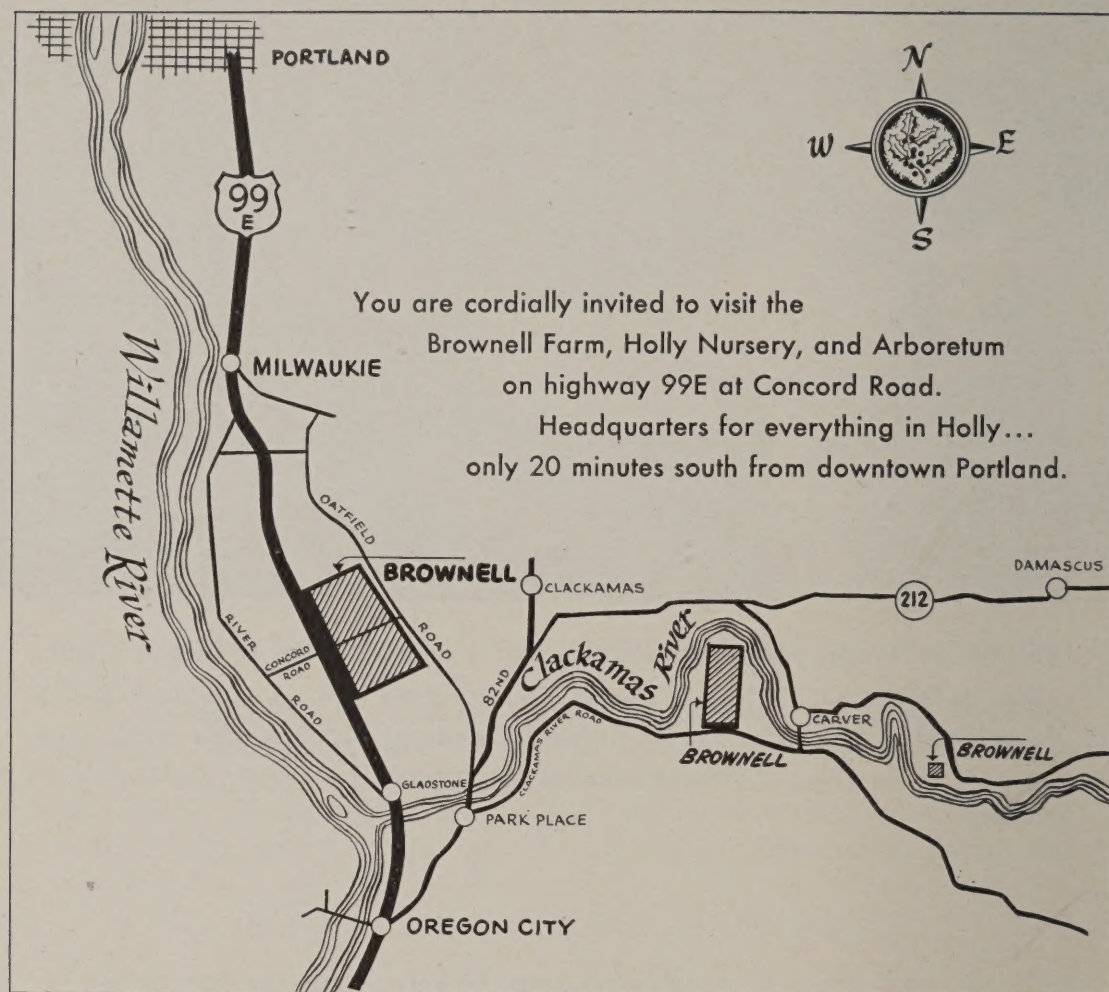 PORTLAND
N
W
E
S
99
E
You are cordially invited to visit the
Brownell Farm, Holly Nursery, and Arboretum
on highway 99E at Concord Road.
Headquarters for everything in Holly...
only 20 minutes south from downtown Portland.
MILWAUKIE
Willamette River
OATFIELD
ROAD
BROWNELL
CLACKAMAS
DAMASCUS
212
RIVER
ROAD
CONCORD
ROAD
82ND
Clackamas River
CLACKAMAS RIVER ROAD
BROWNELL
CARVER
BROWNELL
GLADSTONE
PARK PLACE
OREGON CITY